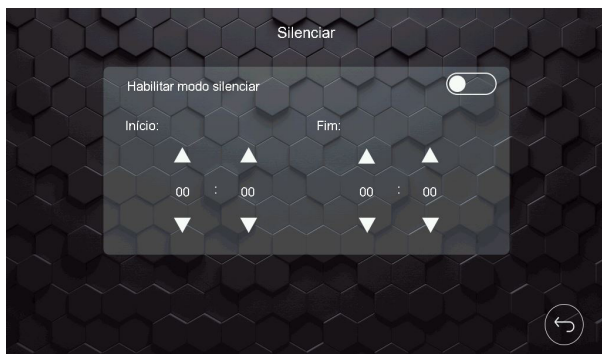 Silenciar
Habilitar modo silenciar
Início: Fim:
00 : 00 00 : 00